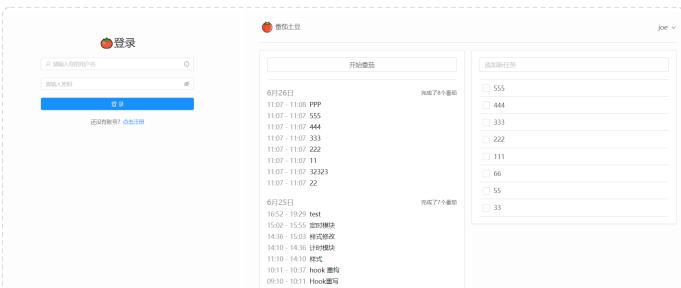 登录
请输入你的用户名
请输入密码
登 录
还没有账号？点击注册
番茄土豆
joe
开始番茄
6月26日 完成了8个番茄
11:07 - 11:08 PPP
11:07 - 11:07 555
11:07 - 11:07 444
11:07 - 11:07 333
11:07 - 11:07 222
11:07 - 11:07 11
11:07 - 11:07 32323
11:07 - 11:07 22
6月25日 完成了7个番茄
16:52 - 19:29 test
15:02 - 15:55 定时模块
14:36 - 15:03 样式修改
14:10 - 14:36 计时模块
11:10 - 14:10 样式
10:11 - 10:37 hook 重构
09:10 - 10:11 Hook重写
添加新任务
555
444
333
222
111
66
55
33